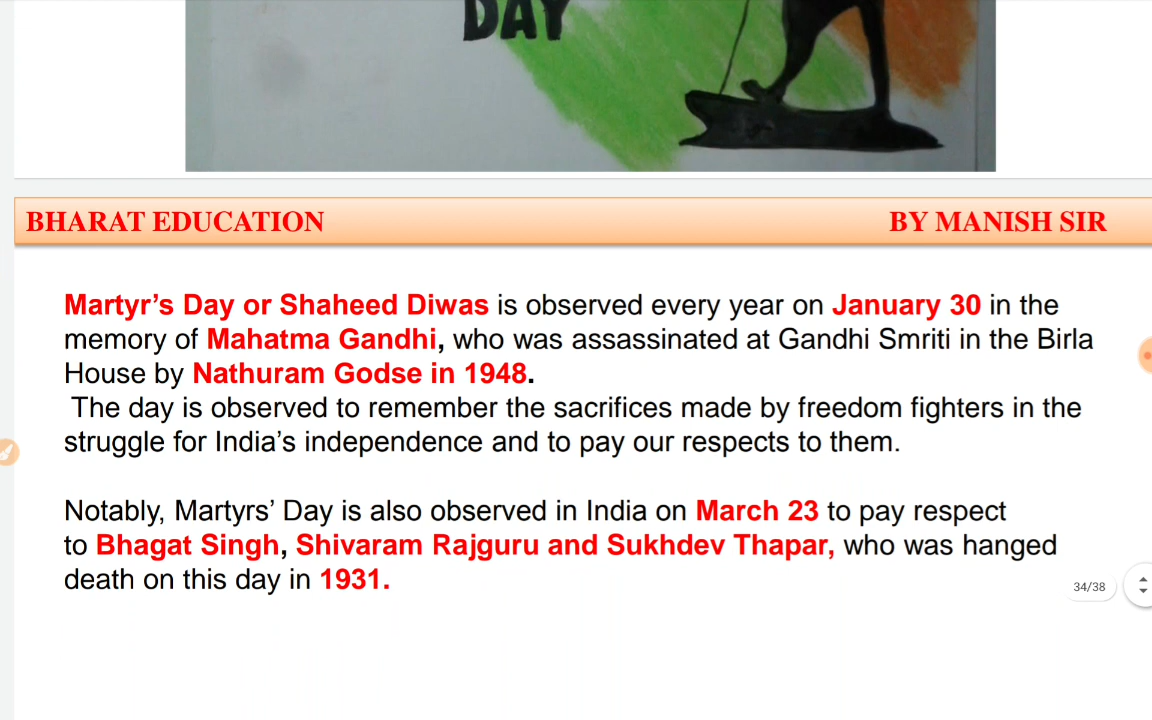 DAY
BHARAT EDUCATION
BY MANISH SIR
Martyr’s Day or Shaheed Diwas is observed every year on January 30 in the
memory of Mahatma Gandhi, who was assassinated at Gandhi Smriti in the Birla
House by Nathuram Godse in 1948.
The day is observed to remember the sacrifices made by freedom fighters in the
struggle for India’s independence and to pay our respects to them.
Notably, Martyrs’ Day is also observed in India on March 23 to pay respect
to Bhagat Singh, Shivaram Rajguru and Sukhdev Thapar, who was hanged
death on this day in 1931.
34/38